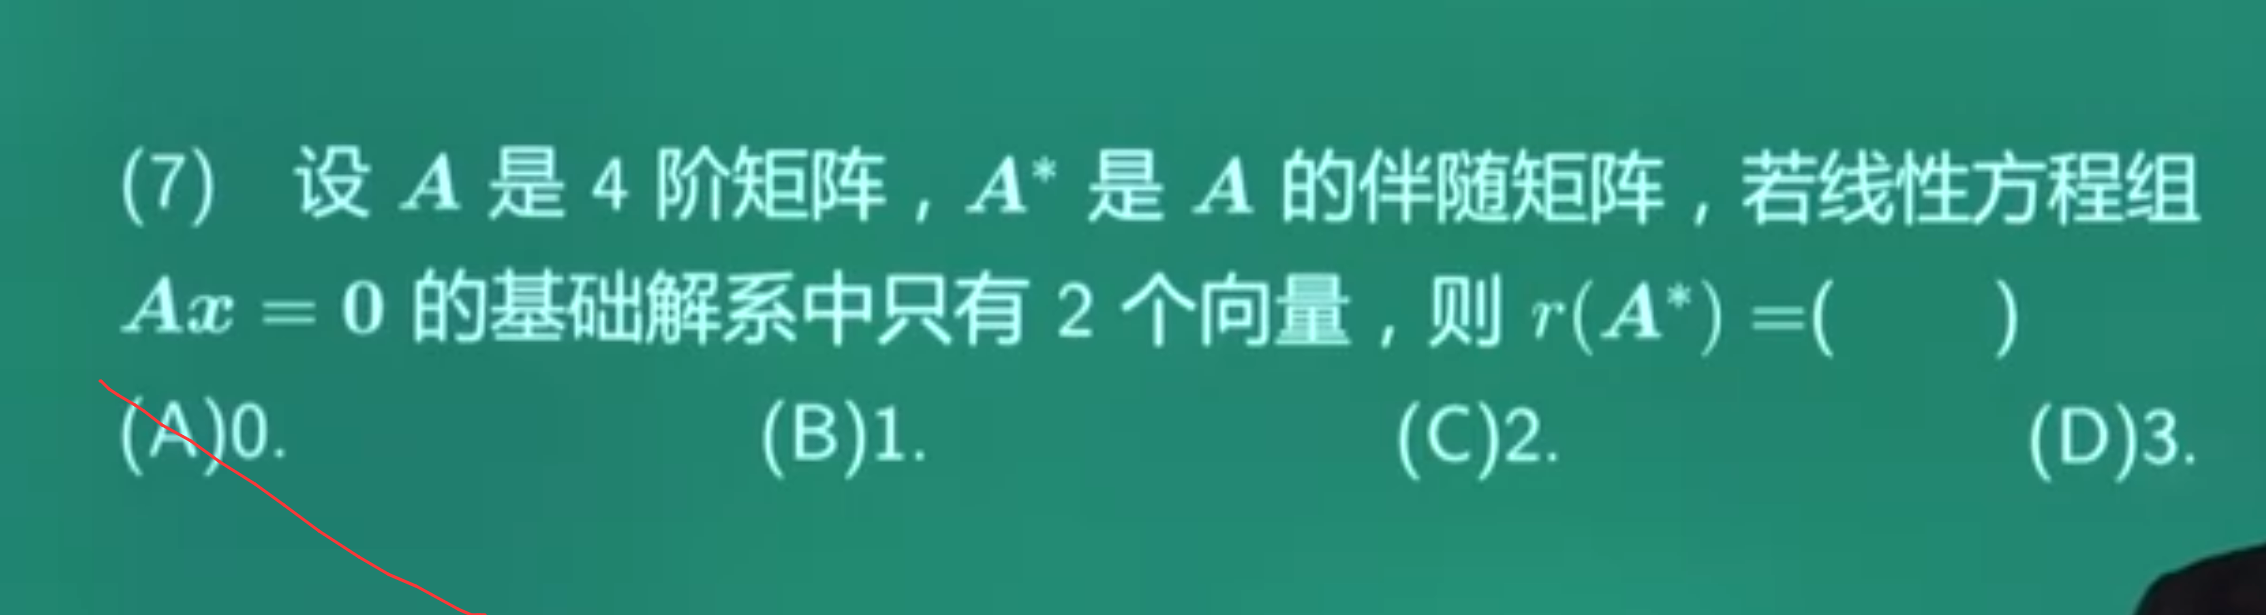 (7) 设 A 是 4 阶矩阵，A* 是 A 的伴随矩阵，若线性方程组
Ax = 0 的基础解系中只有 2 个向量，则 r(A*) =( )
(A)0. (B)1. (C)2. (D)3.